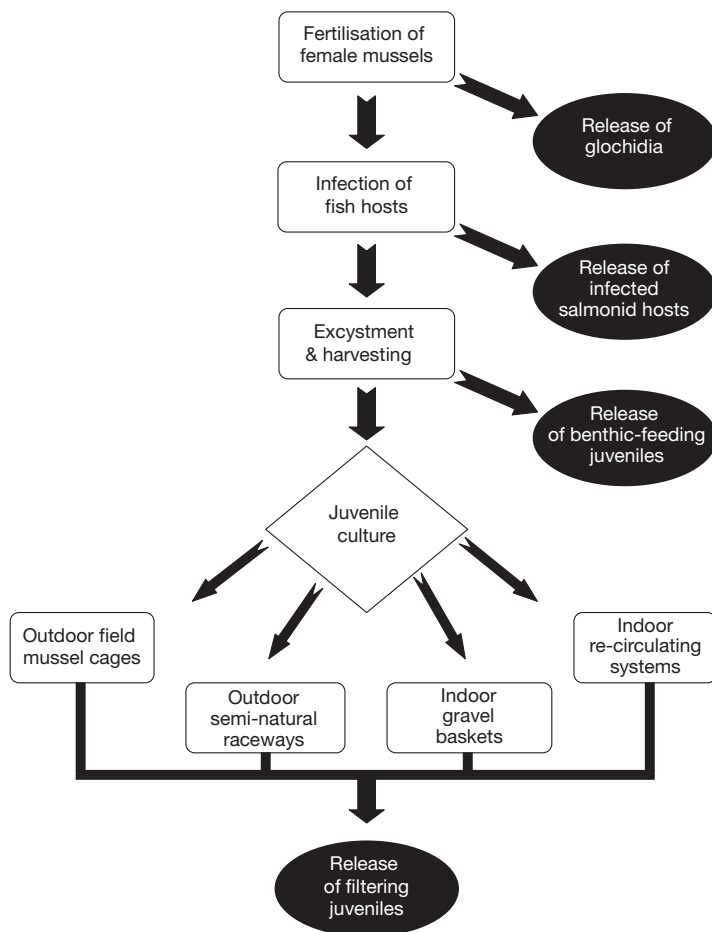 Fertilisation of
female mussels
Release of
glochidia
Infection of
fish hosts
Release of
infected
salmonid hosts
Excystment
& harvesting
Release
of benthic-feeding
juveniles
Juvenile
culture
Outdoor field
mussel cages
Outdoor
semi-natural
raceways
Indoor
gravel
baskets
Indoor
re-circulating
systems
Release
of filtering
juveniles